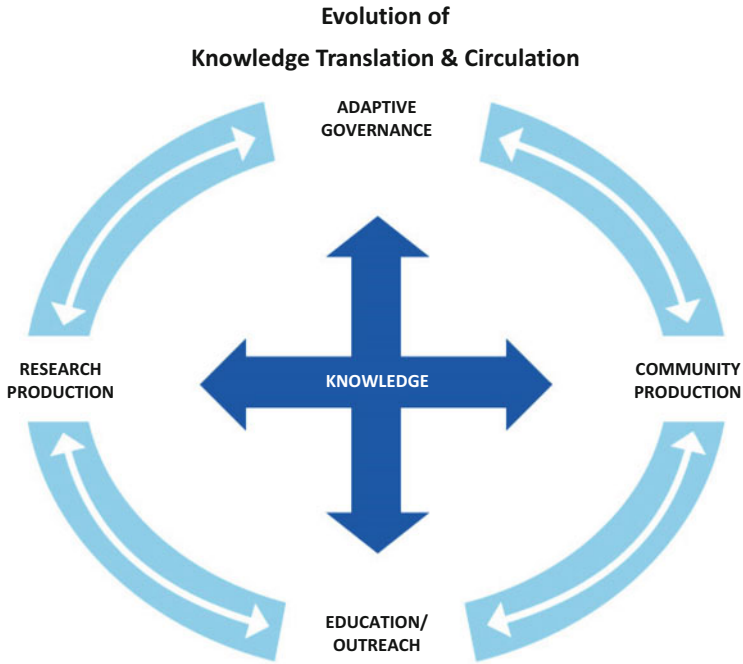 Evolution of
Knowledge Translation & Circulation
ADAPTIVE
GOVERNANCE
RESEARCH
PRODUCTION
KNOWLEDGE
COMMUNITY
PRODUCTION
EDUCATION/
OUTREACH